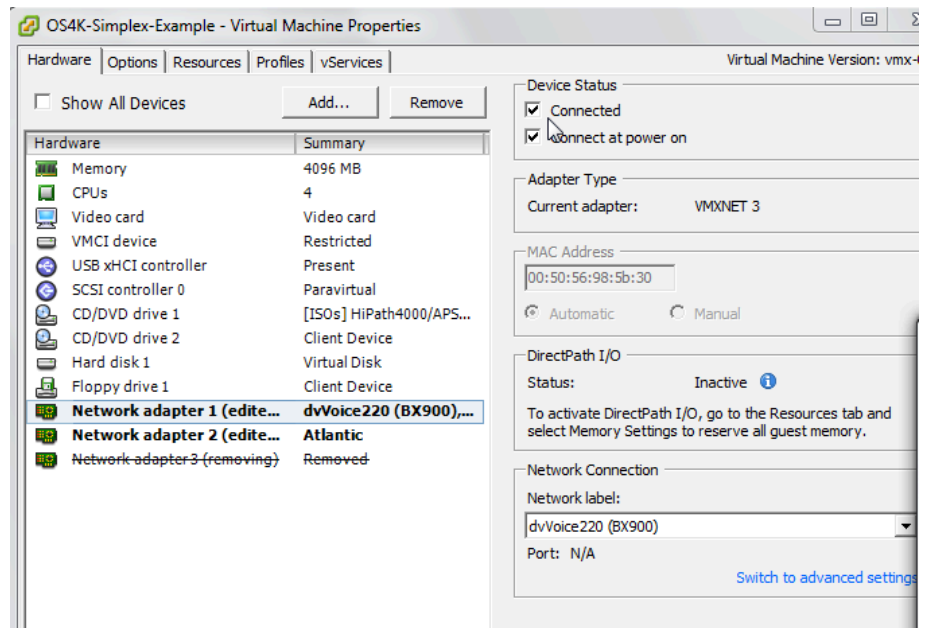 OS4K-Simplex-Example - Virtual Machine Properties
Hardware Options Resources Profiles vServices
Virtual Machine Version: vmx-
Show All Devices
Add...
Remove
Hardware Summary
Memory 4096 MB
CPUs 4
Video card Video card
VMCI device Restricted
USB xHCI controller Present
SCSI controller 0 Paravirtual
CD/DVD drive 1 [ISOs] HiPath4000/APS...
CD/DVD drive 2 Client Device
Hard disk 1 Virtual Disk
Floppy drive 1 Client Device
Network adapter 1 (edite... dvVoice220 (BX900),...
Network adapter 2 (edite... Atlantic
Network adapter 3 (removing) Removed
Device Status
Connected
Connect at power on
Adapter Type
Current adapter: VMXNET 3
MAC Address
00:50:56:98:5b:30
Automatic Manual
DirectPath I/O
Status: Inactive
To activate DirectPath I/O, go to the Resources tab and
select Memory Settings to reserve all guest memory.
Network Connection
Network label:
dvVoice220 (BX900)
Port: N/A
Switch to advanced settings